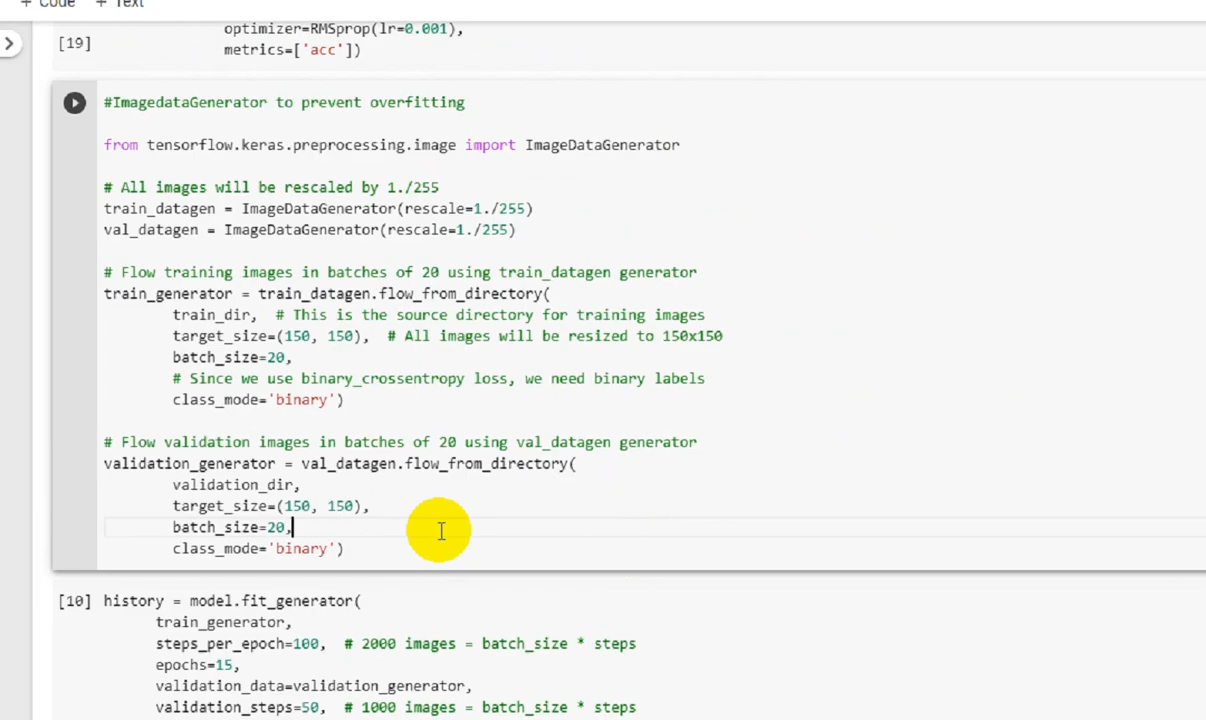 + Code + Text
optimizer=RMSprop(lr=0.001),
[19]
metrics=['acc'])
#ImagedataGenerator to prevent overfitting
from tensorflow.keras.preprocessing.image import ImageDataGenerator
# All images will be rescaled by 1./255
train_datagen = ImageDataGenerator(rescale=1./255)
val_datagen = ImageDataGenerator(rescale=1./255)
# Flow training images in batches of 20 using train_datagen generator
train_generator = train_datagen.flow_from_directory(
train_dir,  # This is the source directory for training images
target_size=(150, 150),  # All images will be resized to 150x150
batch_size=20,
# Since we use binary_crossentropy loss, we need binary labels
class_mode='binary')
# Flow validation images in batches of 20 using val_datagen generator
validation_generator = val_datagen.flow_from_directory(
validation_dir,
target_size=(150, 150),
batch_size=20,
class_mode='binary')
[10] history = model.fit_generator(
train_generator,
steps_per_epoch=100,  # 2000 images = batch_size * steps
epochs=15,
validation_data=validation_generator,
validation_steps=50,  # 1000 images = batch_size * steps